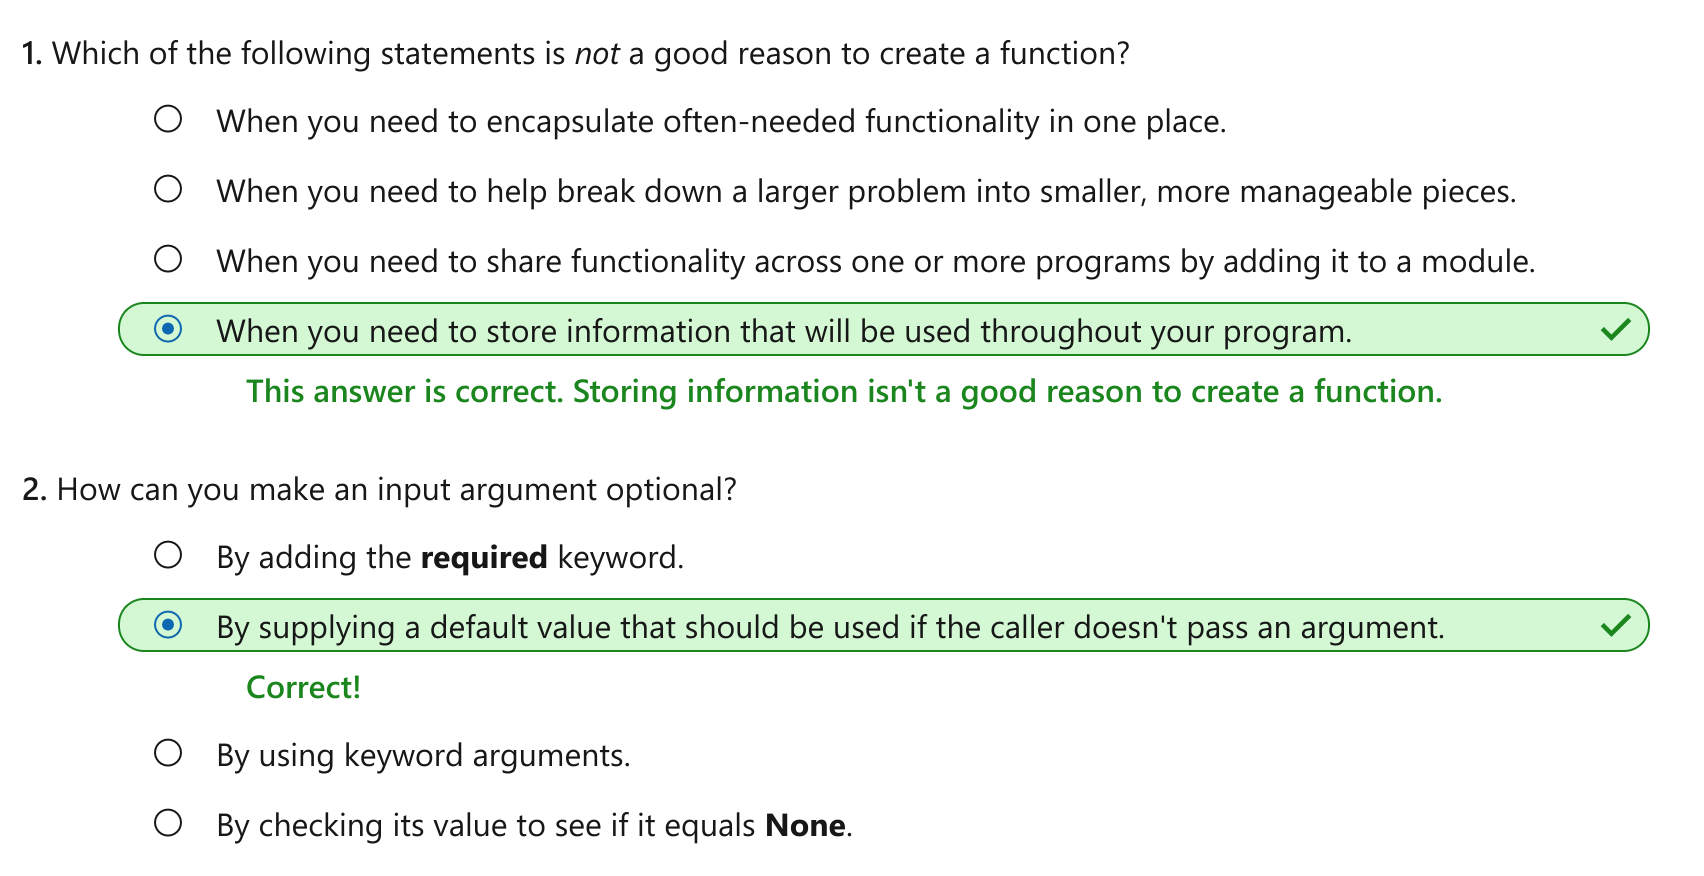 1. Which of the following statements is not a good reason to create a function?
When you need to encapsulate often-needed functionality in one place.
When you need to help break down a larger problem into smaller, more manageable pieces.
When you need to share functionality across one or more programs by adding it to a module.
When you need to store information that will be used throughout your program.
This answer is correct. Storing information isn't a good reason to create a function.
2. How can you make an input argument optional?
By adding the required keyword.
By supplying a default value that should be used if the caller doesn't pass an argument.
Correct!
By using keyword arguments.
By checking its value to see if it equals None.